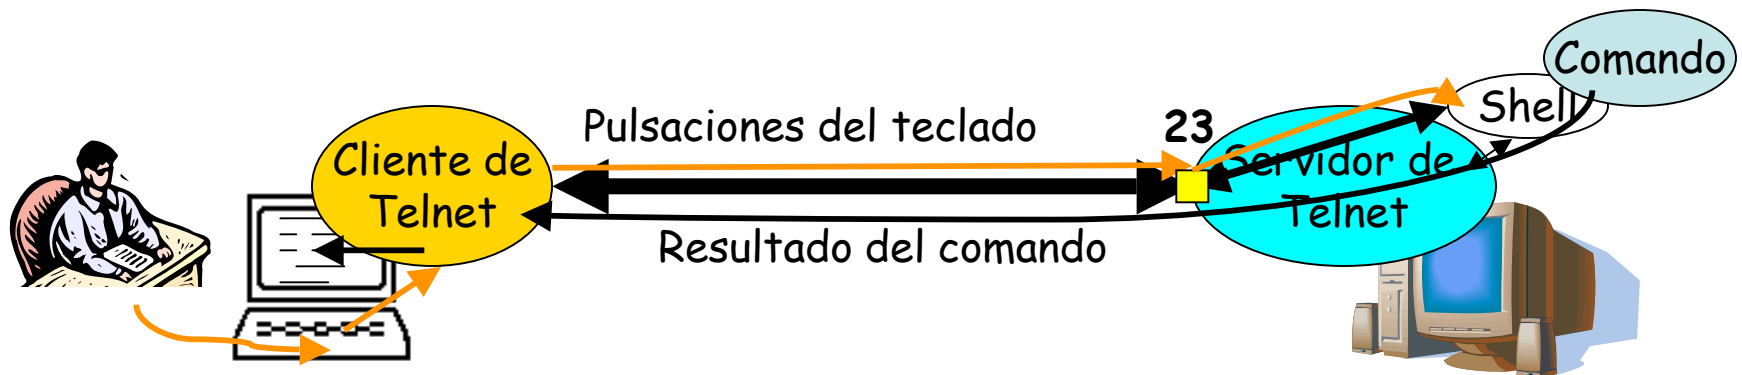 Comando
Shell
Pulsaciones del teclado
23
Cliente de
Telnet
Servidor de
Telnet
Resultado del comando